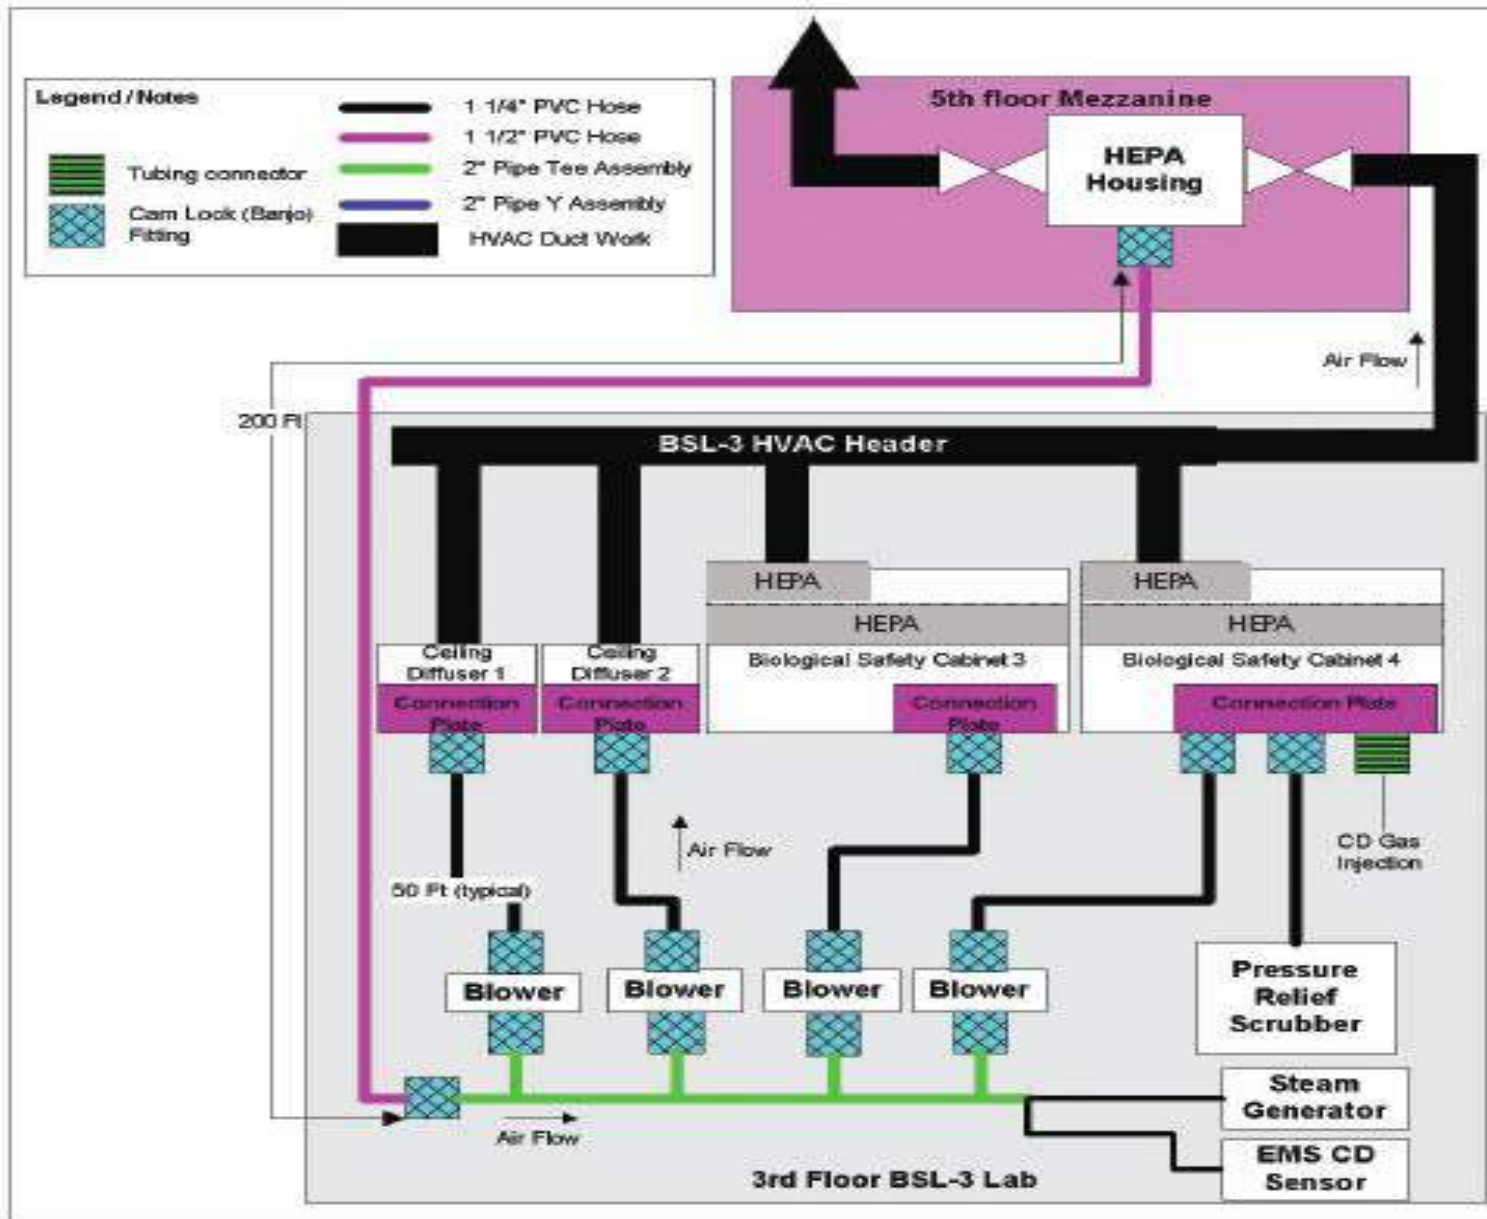 Legend / Notes
1 1/4" PVC Hose
1 1/2" PVC Hose
Tubing connector
2" Pipe Tee Assembly
Cam Lock (Banjo)
Fitting
2" Pipe Y Assembly
HVAC Duct Work
5th floor Mezzanine
HEPA
Housing
Air Flow
200 Ft
BSL-3 HVAC Header
HEPA
HEPA
HEPA
HEPA
Ceiling
Diffuser 1
Ceiling
Diffuser 2
Biological Safety Cabinet 3
Biological Safety Cabinet 4
Connection
Plate
Connection
Plate
Connection
Plate
Connection Plate
Air Flow
CD Gas
Injection
50 Ft (typical)
Blower
Blower
Blower
Blower
Pressure
Relief
Scrubber
Steam
Generator
Air Flow
EMS CD
Sensor
3rd Floor BSL-3 Lab